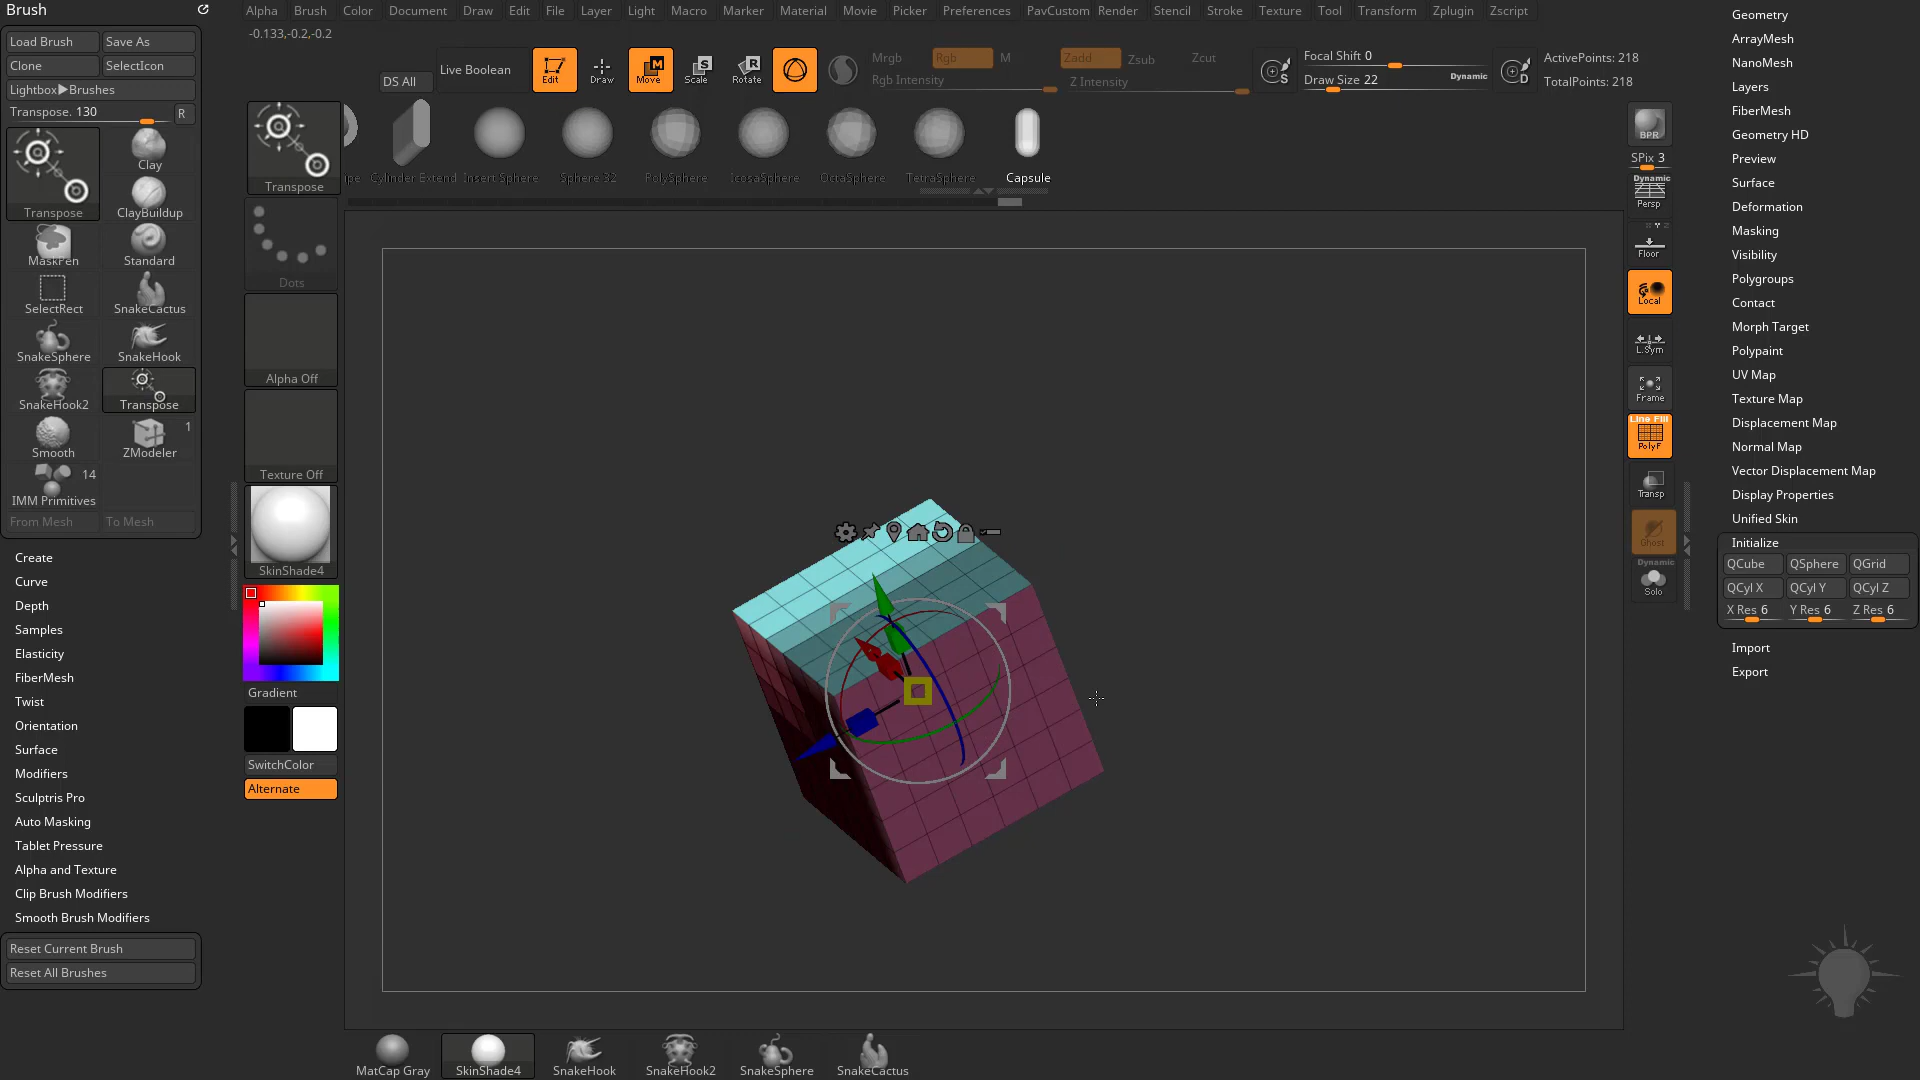 Brush
Alpha Brush Color Document Draw Edit File Layer Light Macro Marker Material Movie Picker Preferences PavCustom Render Stencil Stroke Texture Tool Transform Zplugin Zscript
-0.133,-0.2,-0.2
Load Brush Save As
Clone SelectIcon
Lightbox▶Brushes
Transpose. 130 R
Transpose
Clay
ClayBuildup
MaskPen Standard
SelectRect SnakeCactus
SnakeSphere SnakeHook
SnakeHook2 Transpose
1
Smooth ZModeler
14
IMM Primitives
From Mesh To Mesh
Create
Curve
Depth
Samples
Elasticity
FiberMesh
Twist
Orientation
Surface
Modifiers
Sculptris Pro
Auto Masking
Tablet Pressure
Alpha and Texture
Clip Brush Modifiers
Smooth Brush Modifiers
Reset Current Brush
Reset All Brushes
DS All
Live Boolean
Edit
Draw
M
Move
S
Scale
R
Rotate
Mrgb Rgb M
Rgb Intensity
Zadd Zsub Zcut
Z Intensity
S
Focal Shift 0
Draw Size 22
Dynamic
D
ActivePoints: 218
TotalPoints: 218
Transpose
Cylinder Extend Insert Sphere Sphere 32 PolySphere IcosaSphere OctaSphere TetraSphere Capsule
Dots
Alpha Off
Texture Off
SkinShade4
Gradient
SwitchColor
Alternate
BPR
SPix 3
Dynamic
Persp
Floor
Local
L.Sym
Frame
Line Fill
PolyF
Transp
Ghost
Dynamic
Solo
Geometry
ArrayMesh
NanoMesh
Layers
FiberMesh
Geometry HD
Preview
Surface
Deformation
Masking
Visibility
Polygroups
Contact
Morph Target
Polypaint
UV Map
Texture Map
Displacement Map
Normal Map
Vector Displacement Map
Display Properties
Unified Skin
Initialize
QCube QSphere QGrid
QCyl X QCyl Y QCyl Z
X Res 6 Y Res 6 Z Res 6
Import
Export
MatCap Gray SkinShade4 SnakeHook SnakeHook2 SnakeSphere SnakeCactus